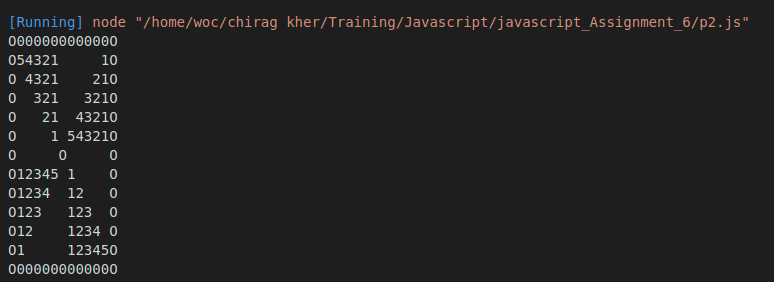 [Running] node "/home/woc/chirag kher/Training/Javascript/javascript_Assignment_6/p2.js"
0000000000000
054321     10
0 4321    210
0  321   3210
0   21  43210
0    1 543210
0     0     0
012345 1    0
01234  12   0
0123   123  0
012    1234 0
01     123450
0000000000000